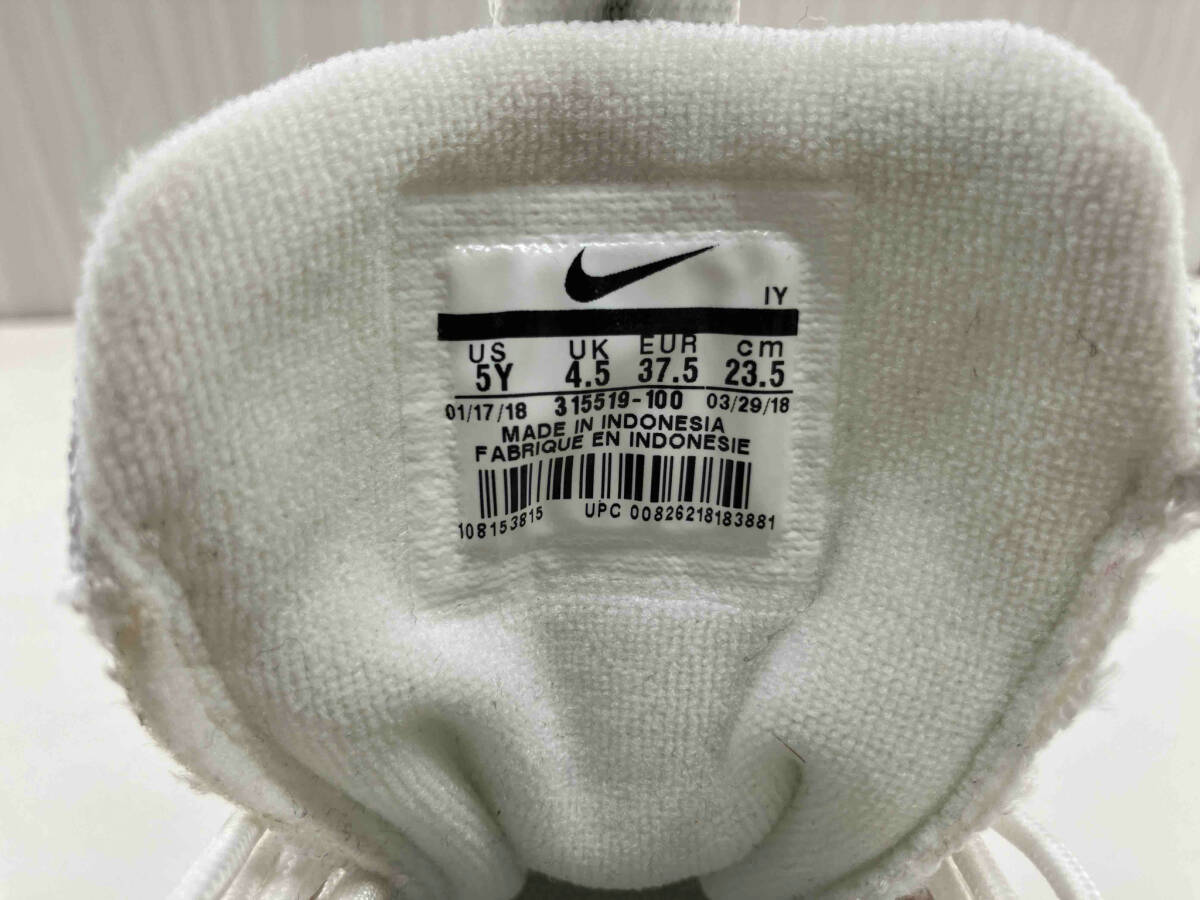 IY
US UK EUR cm
5Y 4.5 37.5 23.5
01/17/18 315519-100 03/29/18
MADE IN INDONESIA
FABRIQUE EN INDONESIE
108153815 UPC 00826218183881